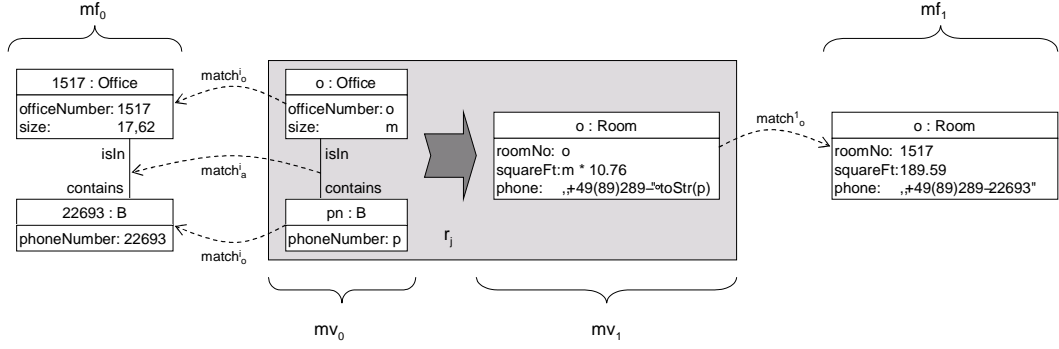 mf0
mf1
1517 : Office
officeNumber: 1517
size: 17,62
isIn
contains
22693 : B
phoneNumber: 22693
matchio
matchia
matchio
o : Office
officeNumber: o
size: m
isIn
contains
pn : B
phoneNumber: p
rj
o : Room
roomNo: o
squareFt: m * 10.76
phone: „+49(89)289–"∘toStr(p)
match1o
o : Room
roomNo: 1517
squareFt: 189.59
phone: „+49(89)289–22693"
mv0
mv1